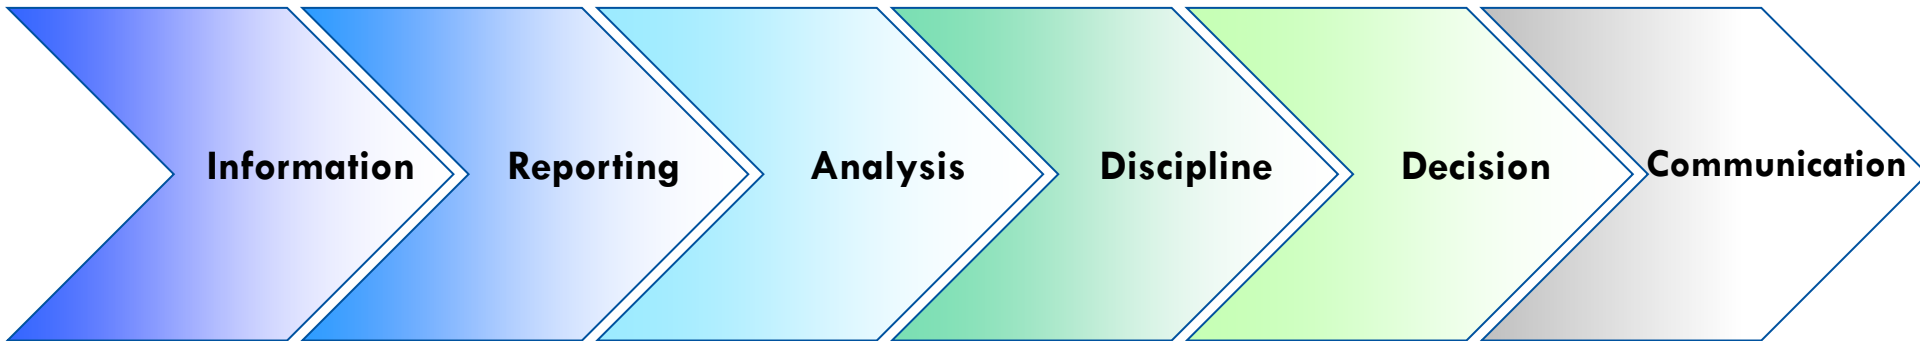 Information
Reporting
Analysis
Discipline
Decision
Communication